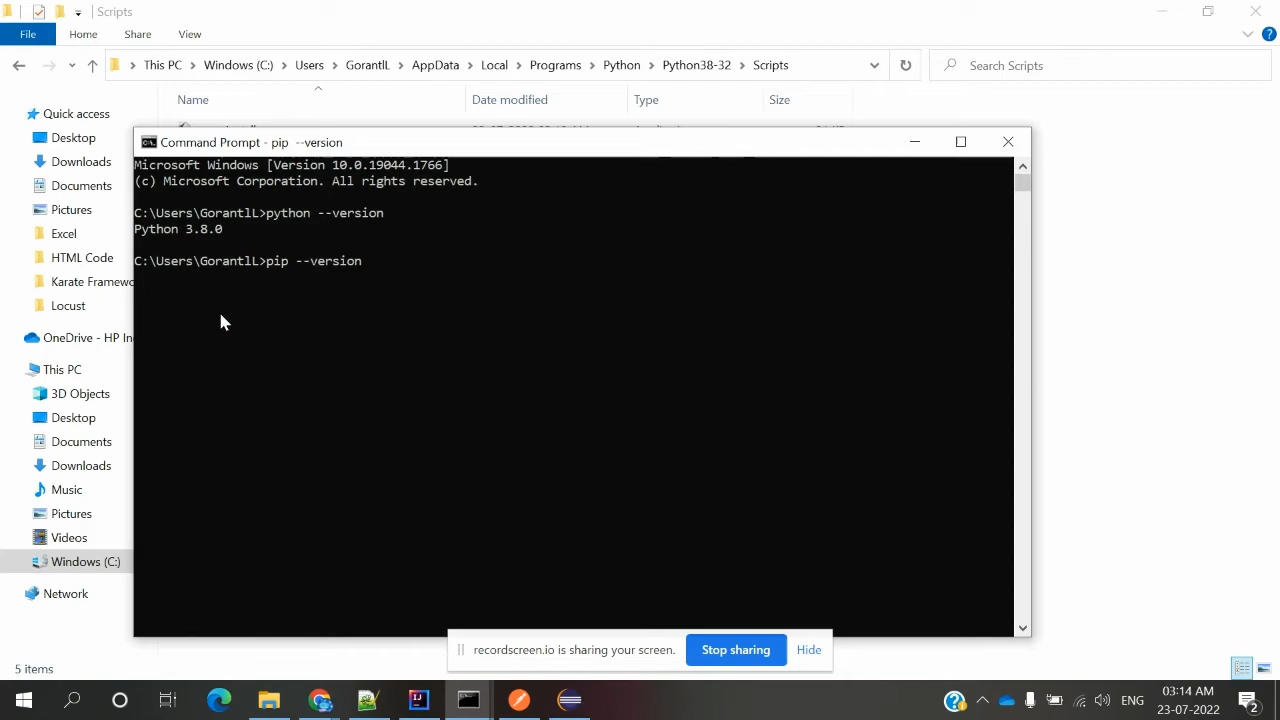 Scripts
File Home Share View
This PC > Windows (C:) > Users > GorantlL > AppData > Local > Programs > Python > Python38-32 > Scripts
Search Scripts
Name Date modified Type Size
Quick access
Desktop
Downloads
Documents
Pictures
Excel
HTML Code
Karate Framewo
Locust
OneDrive - HP In
This PC
3D Objects
Desktop
Documents
Downloads
Music
Pictures
Videos
Windows (C:)
Network
5 items
Command Prompt - pip --version
Microsoft Windows [Version 10.0.19044.1766]
(c) Microsoft Corporation. All rights reserved.
C:\Users\GorantlL>python --version
Python 3.8.0
C:\Users\GorantlL>pip --version
recordscreen.io is sharing your screen. Stop sharing Hide
ENG
03:14 AM
23-07-2022
2